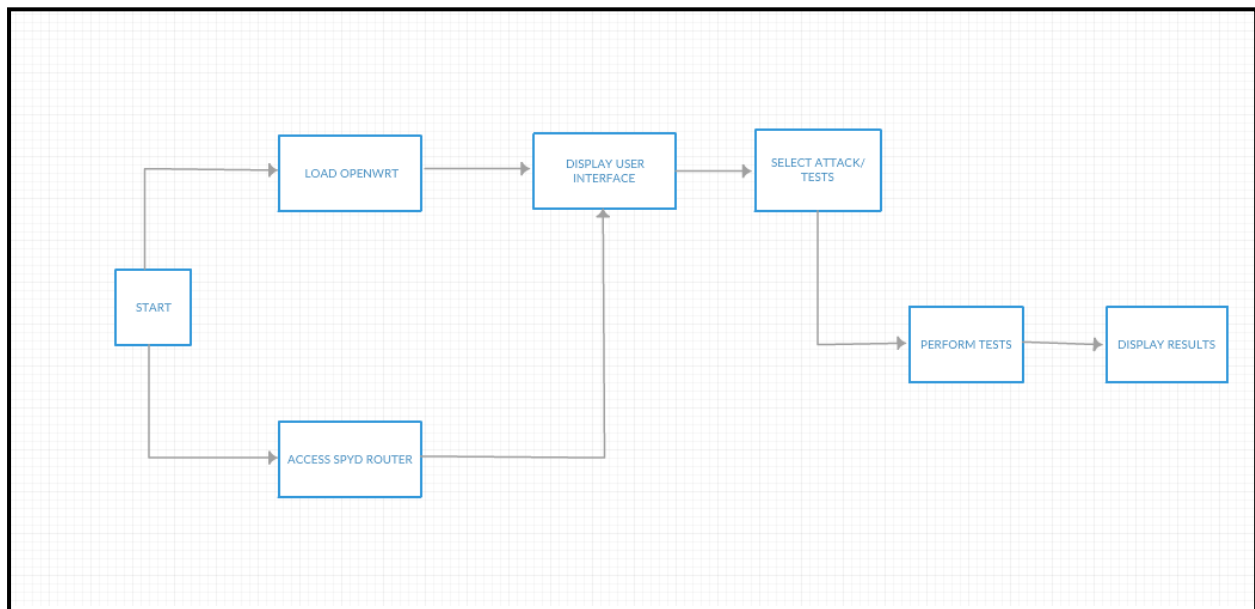 START
LOAD OPENWRT
ACCESS SPYD ROUTER
DISPLAY USER
INTERFACE
SELECT ATTACK/
TESTS
PERFORM TESTS
DISPLAY RESULTS